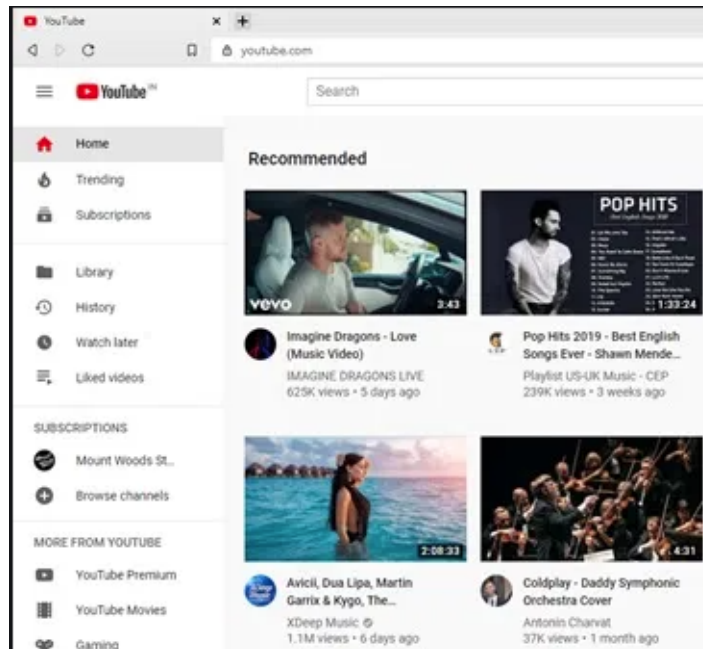 YouTube
youtube.com
YouTube IN
Search
Home
Trending
Subscriptions
Library
History
Watch later
Liked videos
SUBSCRIPTIONS
Mount Woods St...
Browse channels
MORE FROM YOUTUBE
YouTube Premium
YouTube Movies
Gaming
Recommended
vevo
3:43
Imagine Dragons - Love
(Music Video)
IMAGINE DRAGONS LIVE
625K views • 5 days ago
POP HITS
Best English Songs 2019
1:33:24
Pop Hits 2019 - Best English
Songs Ever - Shawn Mende...
Playlist US-UK Music - CEP
239K views • 3 weeks ago
2:08:33
Avicii, Dua Lipa, Martin
Garrix & Kygo, The...
XDeep Music
1.1M views • 6 days ago
4:31
Coldplay - Daddy Symphonic
Orchestra Cover
Antonin Charvat
37K views • 1 month ago